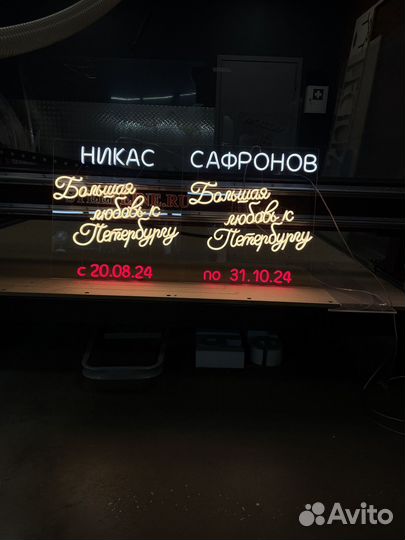 НИКАС САФРОНОВ
Большая
любовь к
Петербургу
Большая
любовь к
Петербургу
с 20.08.24 по 31.10.24
Avito